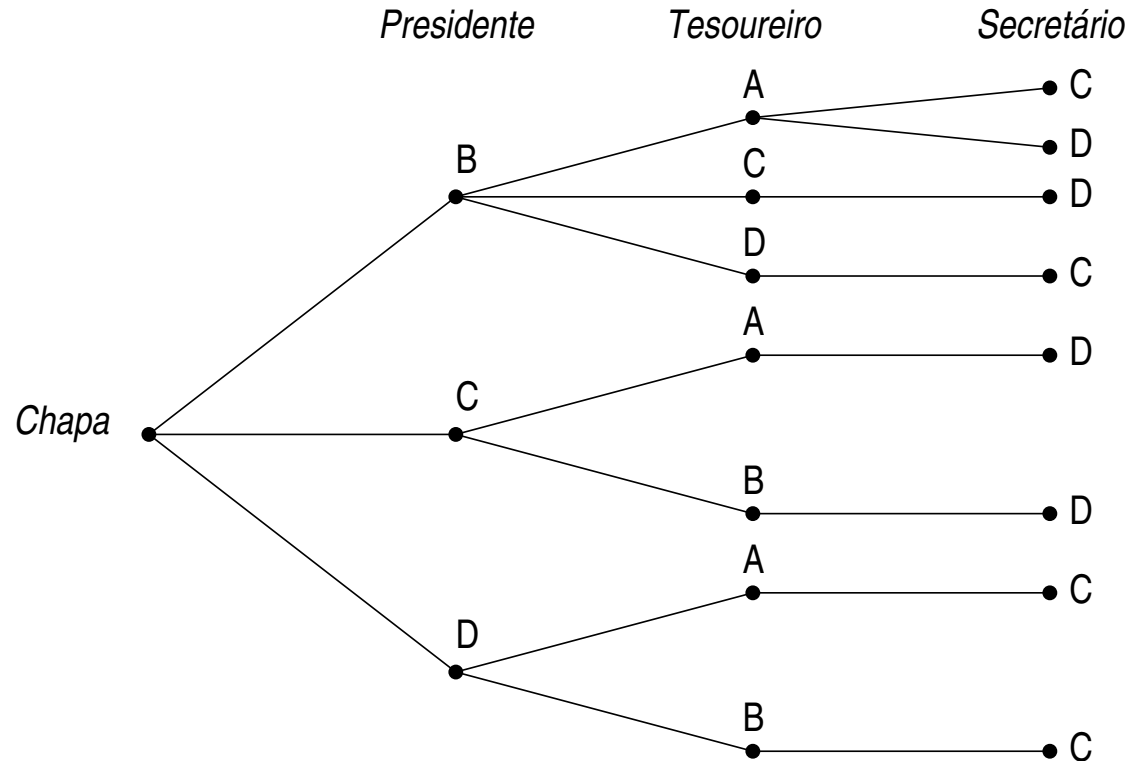 Presidente Tesoureiro Secretário
A C
B D
C D
D C
A D
C
Chapa
B D
A C
D
B C